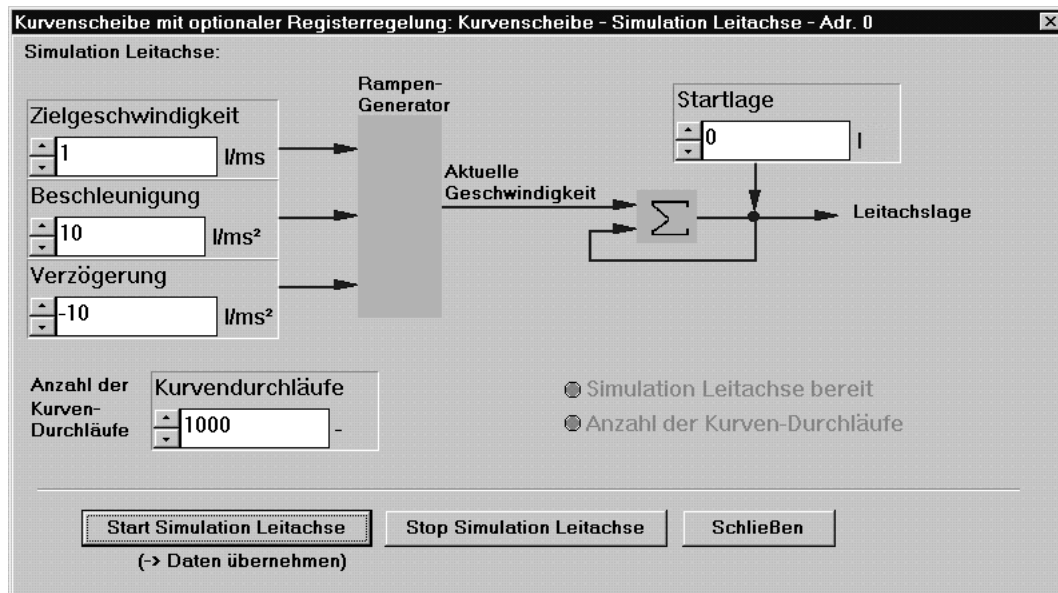 Kurvenscheibe mit optionaler Registerregelung: Kurvenscheibe - Simulation Leitachse - Adr. 0
Simulation Leitachse:
Rampen-
Generator
Zielgeschwindigkeit
1 I/ms
Beschleunigung
10 I/ms²
Verzögerung
-10 I/ms²
Aktuelle
Geschwindigkeit
Startlage
0 I
Σ
Leitachslage
Anzahl der
Kurven-
Durchläufe
Kurvendurchläufe
1000 -
Simulation Leitachse bereit
Anzahl der Kurven-Durchläufe
Start Simulation Leitachse
(-> Daten übernehmen)
Stop Simulation Leitachse
Schließen